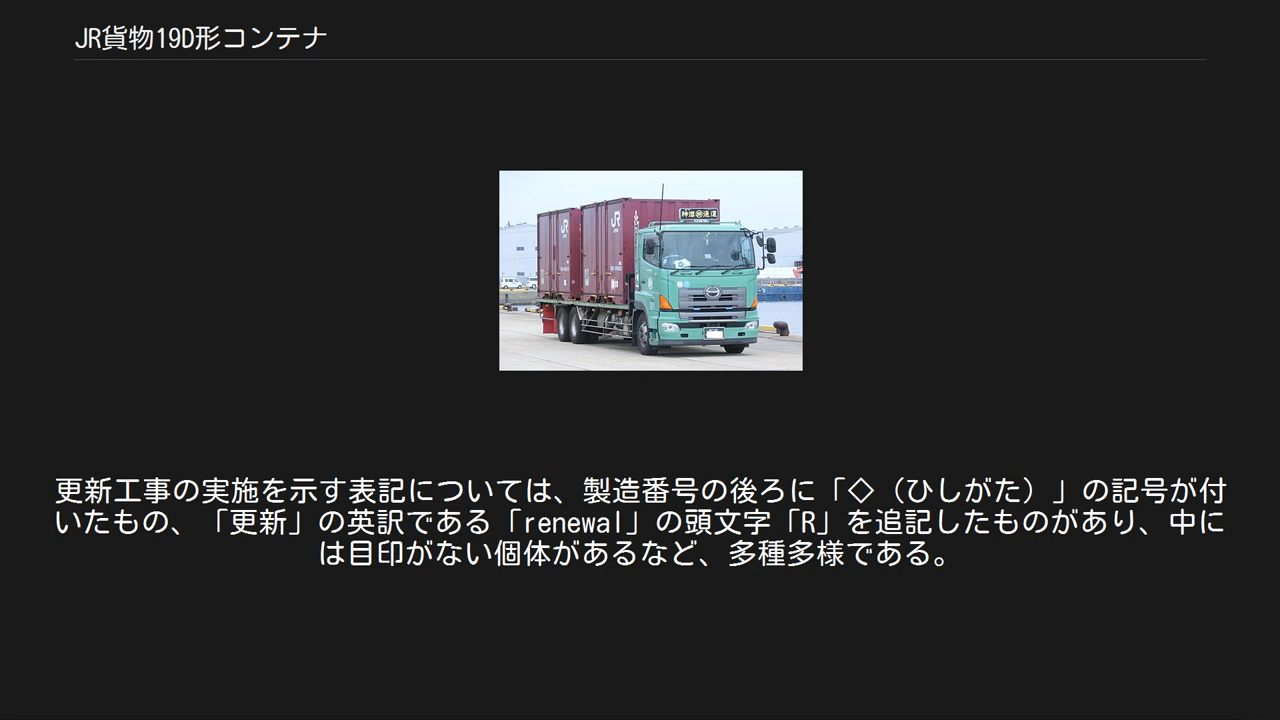 JR貨物19D形コンテナ
JR
JR
更新工事の実施を示す表記については、製造番号の後ろに「◇（ひしがた）」の記号が付
いたもの、「更新」の英訳である「renewal」の頭文字「R」を追記したものがあり、中に
は目印がない個体があるなど、多種多様である。